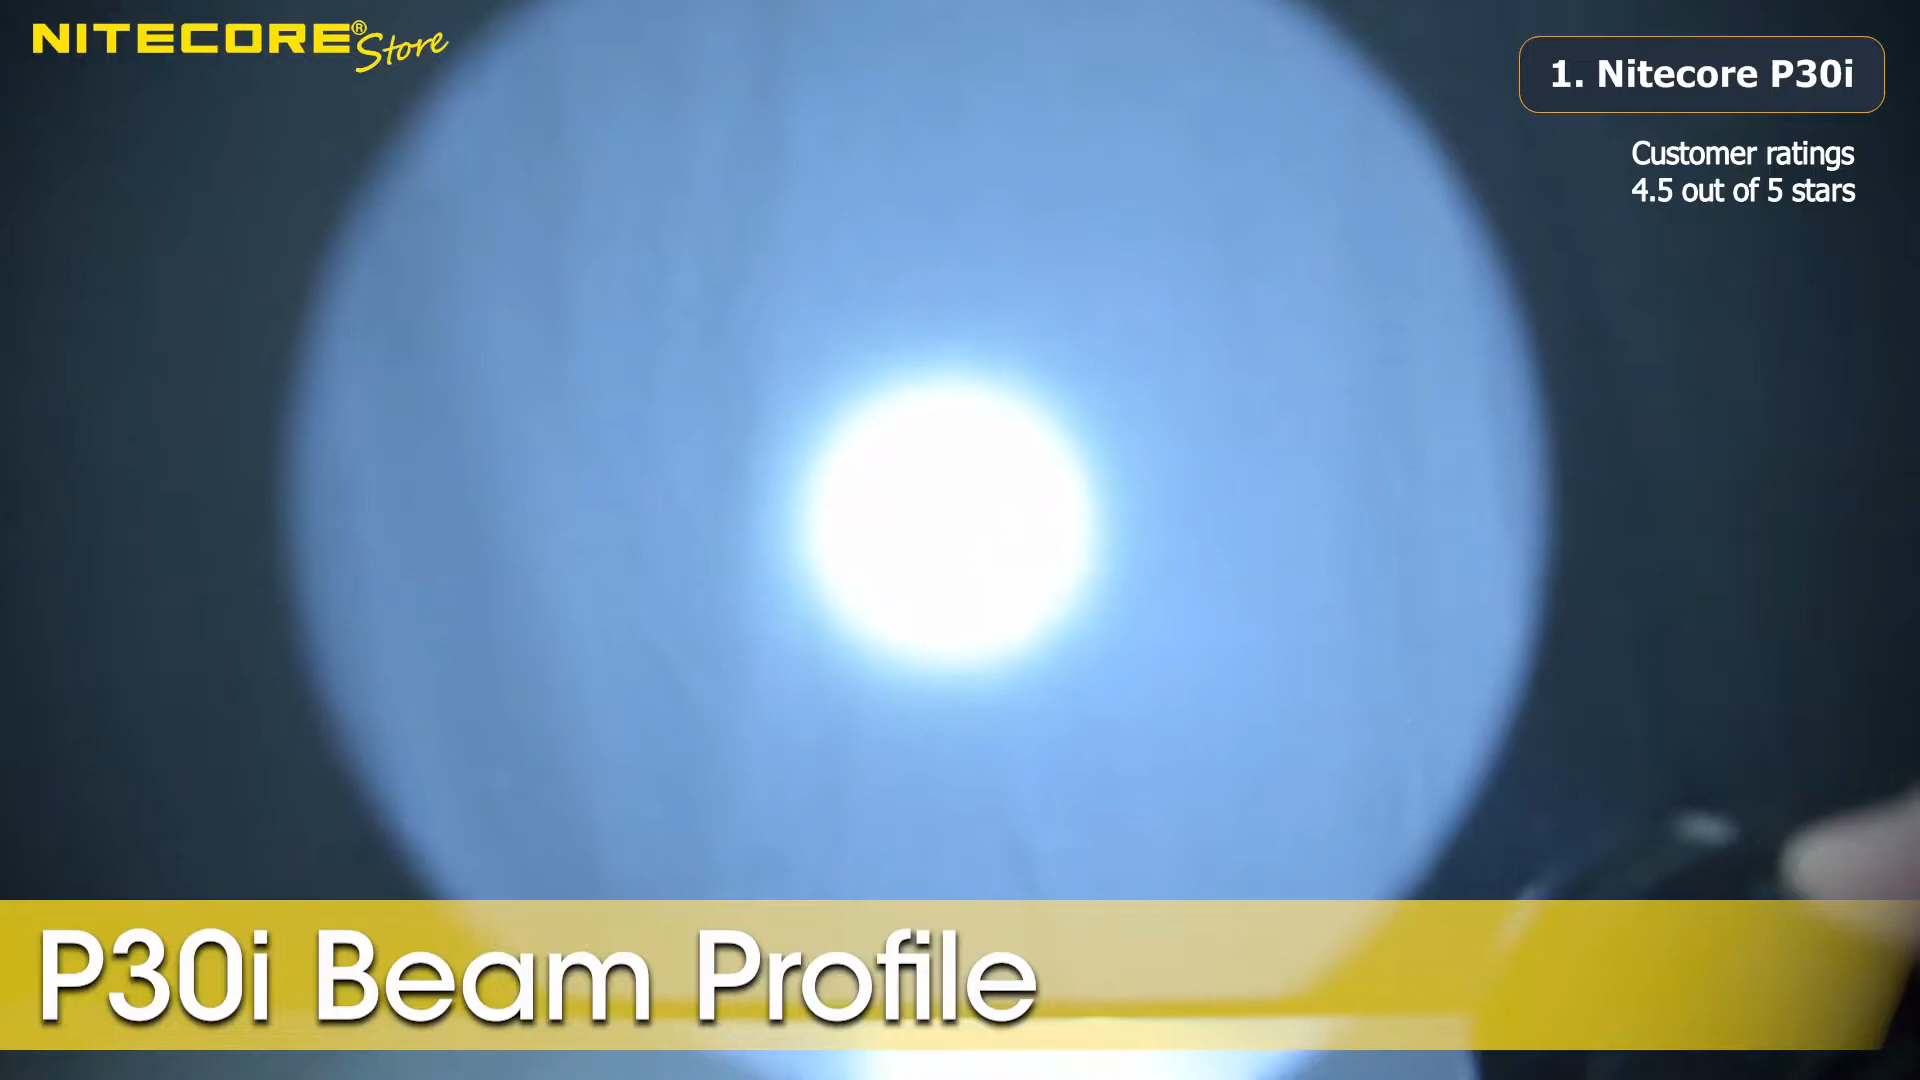 NITECORE® Store
1. Nitecore P30i
Customer ratings
4.5 out of 5 stars
P30i Beam Profile